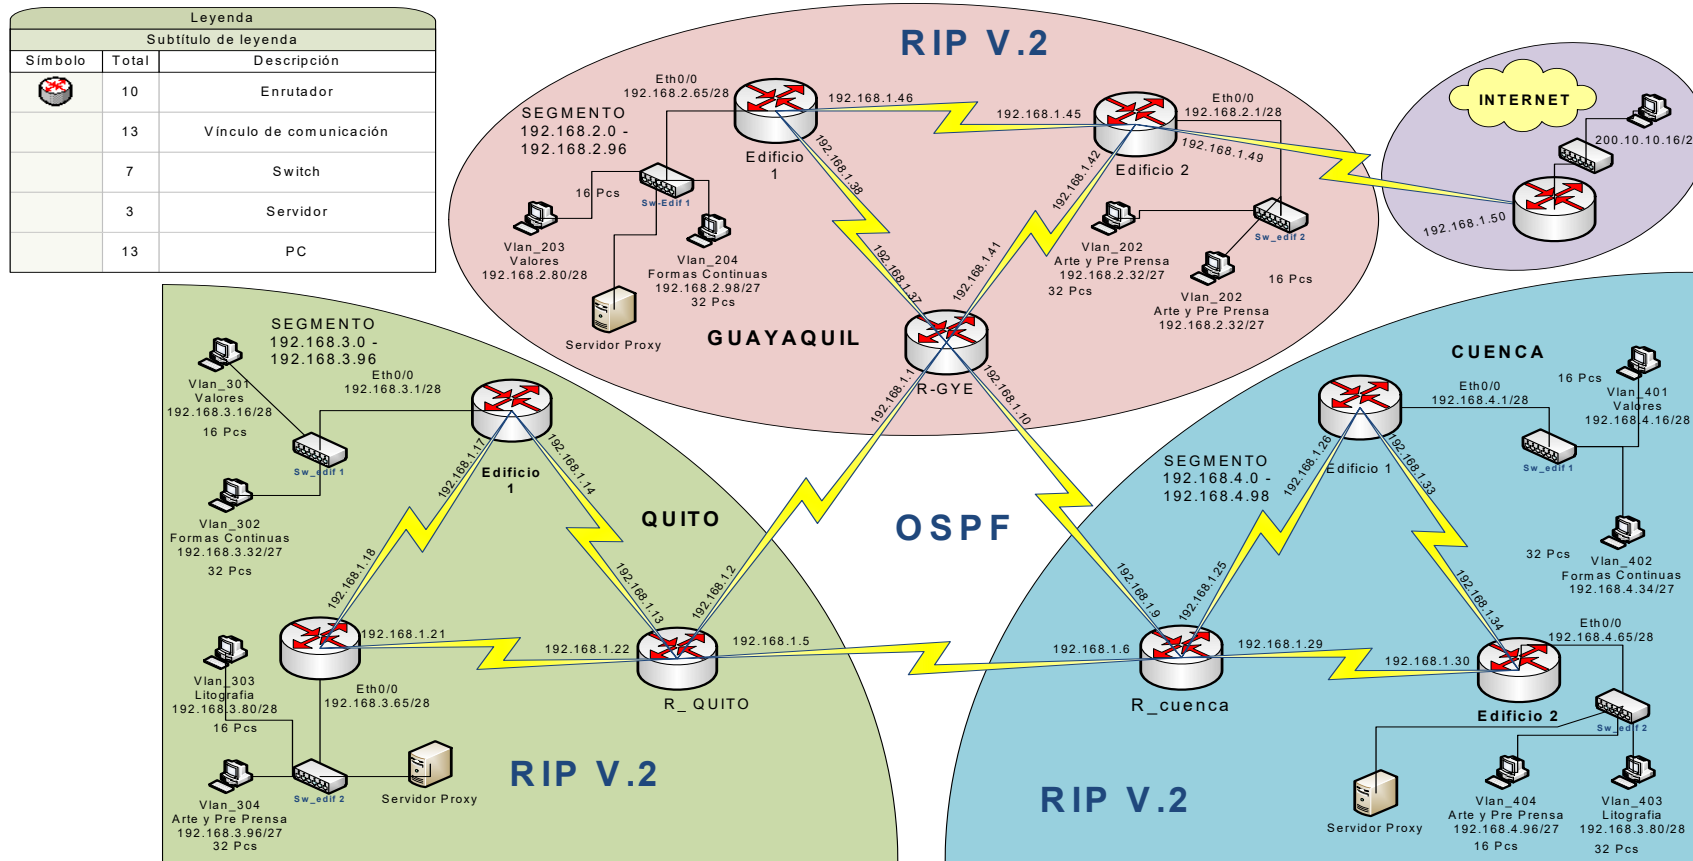 Leyenda
Subtítulo de leyenda
Símbolo Total Descripción
10 Enrutador
13 Vínculo de comunicación
7 Switch
3 Servidor
13 PC
RIP V.2
Eth0/0
192.168.2.65/28
SEGMENTO
192.168.2.0 -
192.168.2.96
192.168.1.46
192.168.1.45
Eth0/0
192.168.2.1/28
192.168.1.49
Edificio
1
Edificio 2
192.168.1.38
192.168.1.42
16 Pcs
Sw-Edif 1
Vlan_203
Valores
192.168.2.80/28
Vlan_204
Formas Continuas
192.168.2.98/27
32 Pcs
Servidor Proxy
192.168.1.37
192.168.1.41
Sw_edif 2
Vlan_202
Arte y Pre Prensa
192.168.2.32/27
32 Pcs
16 Pcs
Vlan_202
Arte y Pre Prensa
192.168.2.32/27
GUAYAQUIL
R-GYE
192.168.1.1
192.168.1.10
INTERNET
200.10.10.16/2
192.168.1.50
SEGMENTO
192.168.3.0 -
192.168.3.96
Eth0/0
192.168.3.1/28
Vlan_301
Valores
192.168.3.16/28
16 Pcs
Sw_edif 1
Vlan_302
Formas Continuas
192.168.3.32/27
32 Pcs
Edificio
1
192.168.1.17
192.168.1.14
QUITO
192.168.1.18
192.168.1.13
192.168.1.2
192.168.1.21
192.168.1.22
192.168.1.5
R_ QUITO
Vlan_303
Litografia
192.168.3.80/28
16 Pcs
Eth0/0
192.168.3.65/28
Sw_edif 2
Servidor Proxy
Vlan_304
Arte y Pre Prensa
192.168.3.96/27
32 Pcs
RIP V.2
OSPF
CUENCA
Eth0/0
192.168.4.1/28
16 Pcs
Vlan_401
Valores
192.168.4.16/28
Sw_edif 1
Edificio 1
SEGMENTO
192.168.4.0 -
192.168.4.98
192.168.1.26
192.168.1.33
32 Pcs
Vlan_402
Formas Continuas
192.168.4.34/27
192.168.1.9
192.168.1.25
192.168.1.34
192.168.1.6
192.168.1.29
192.168.1.30
Eth0/0
192.168.4.65/28
R_cuenca
Edificio 2
Sw_edif 2
RIP V.2
Servidor Proxy
Vlan_404
Arte y Pre Prensa
192.168.4.96/27
16 Pcs
Vlan_403
Litografia
192.168.3.80/28
32 Pcs